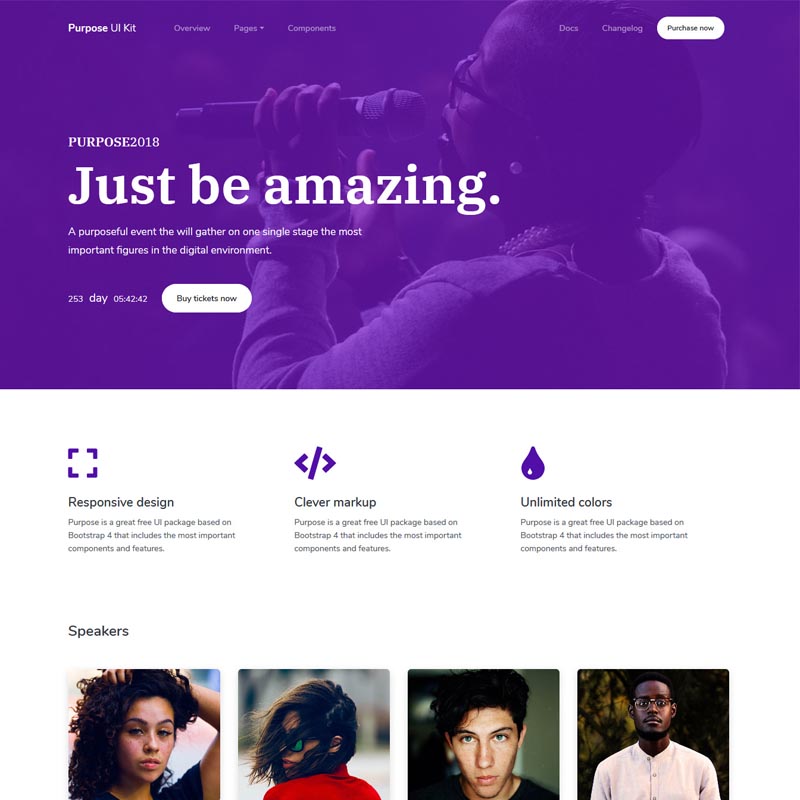 Purpose UI Kit
Overview
Pages
Components
Docs
Changelog
Purchase now
PURPOSE2018
Just be amazing.
A purposeful event the will gather on one single stage the most
important figures in the digital environment.
253 day 05:42:42
Buy tickets now
Responsive design
Purpose is a great free UI package based on
Bootstrap 4 that includes the most important
components and features.
Clever markup
Purpose is a great free UI package based on
Bootstrap 4 that includes the most important
components and features.
Unlimited colors
Purpose is a great free UI package based on
Bootstrap 4 that includes the most important
components and features.
Speakers